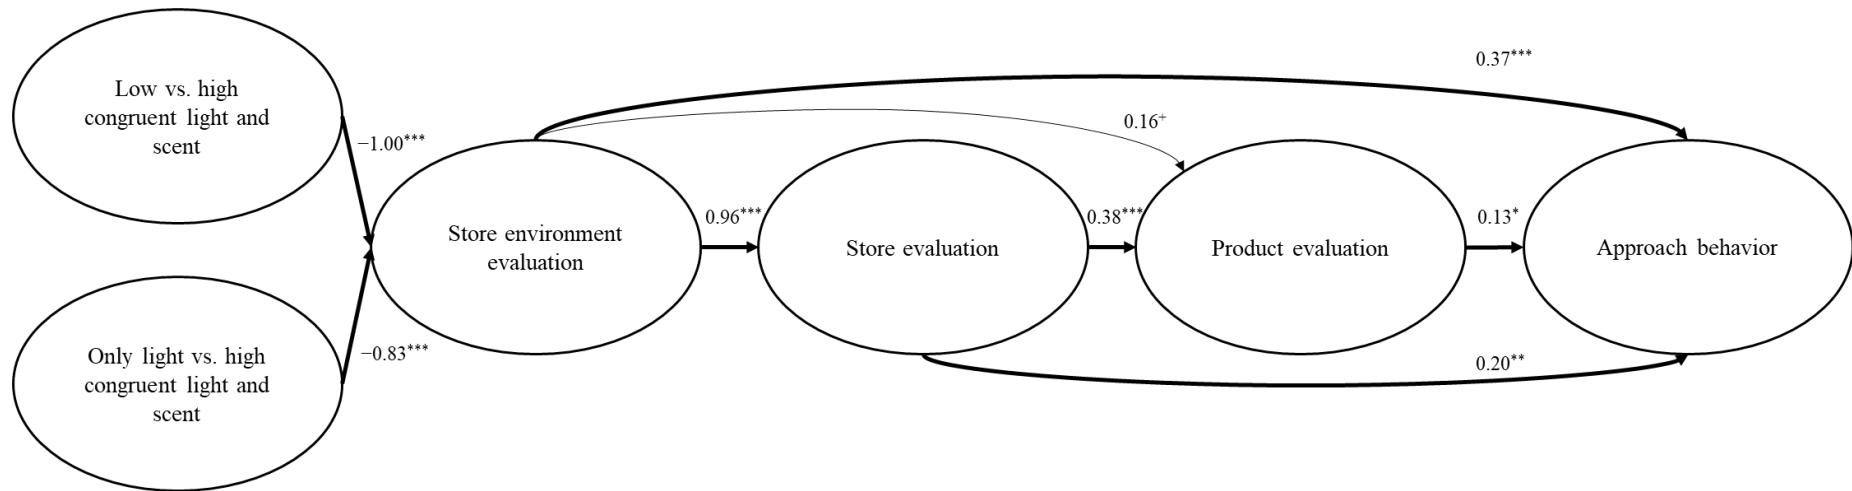 Low vs. high
congruent light and
scent
−1.00***
Only light vs. high
congruent light and
scent
−0.83***
Store environment
evaluation
0.96***
Store evaluation
0.38***
Product evaluation
0.13*
Approach behavior
0.37***
0.16+
0.20**